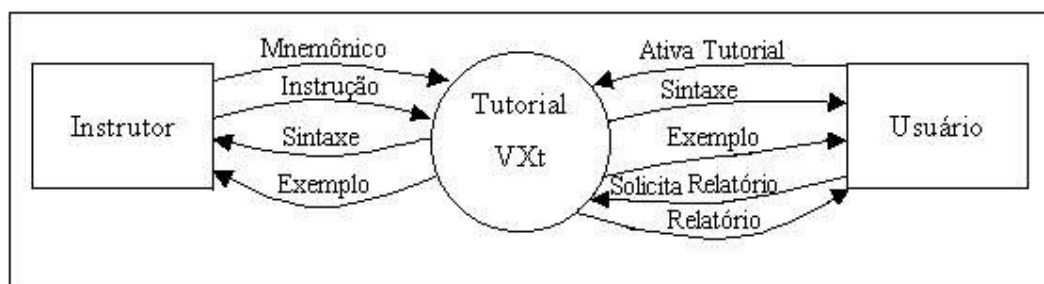 Mnemônico
Instrução
Sintaxe
Exemplo
Instrutor
Tutorial
VXt
Ativa Tutorial
Sintaxe
Exemplo
Solicita Relatório
Relatório
Usuário